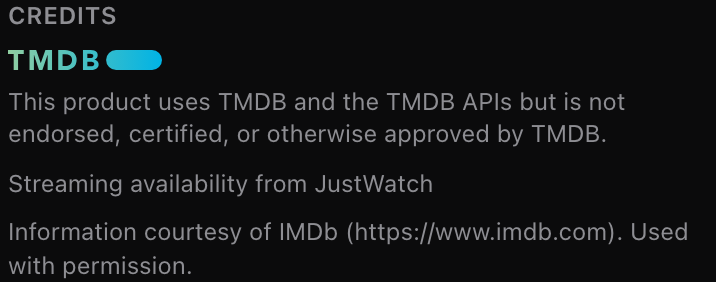 CREDITS
TMDB
This product uses TMDB and the TMDB APIs but is not
endorsed, certified, or otherwise approved by TMDB.
Streaming availability from JustWatch
Information courtesy of IMDb (https://www.imdb.com). Used
with permission.